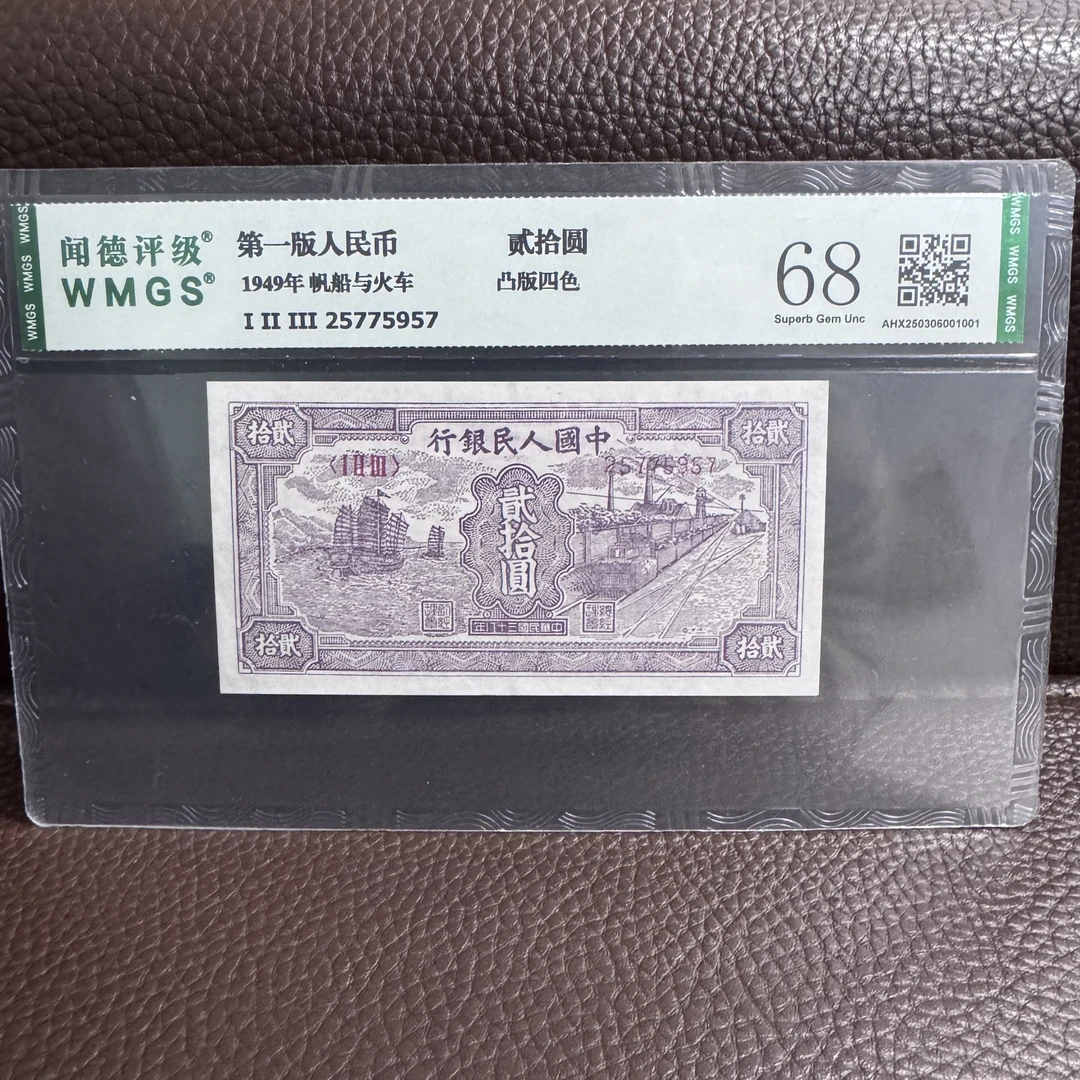 闻德评级®
WMGS®
第一版人民币 贰拾圆
1949年 帆船与火车 凸版四色
I II III 25775957
68
Superb Gem Unc
AHX250306001001
WMGS WMGS WMGS
WMGS WMGS WMGS
拾貳 行銀民人國中 拾貳
〈I II III〉 25775957
貳拾圓
年八十三國民華中
拾貳 拾貳